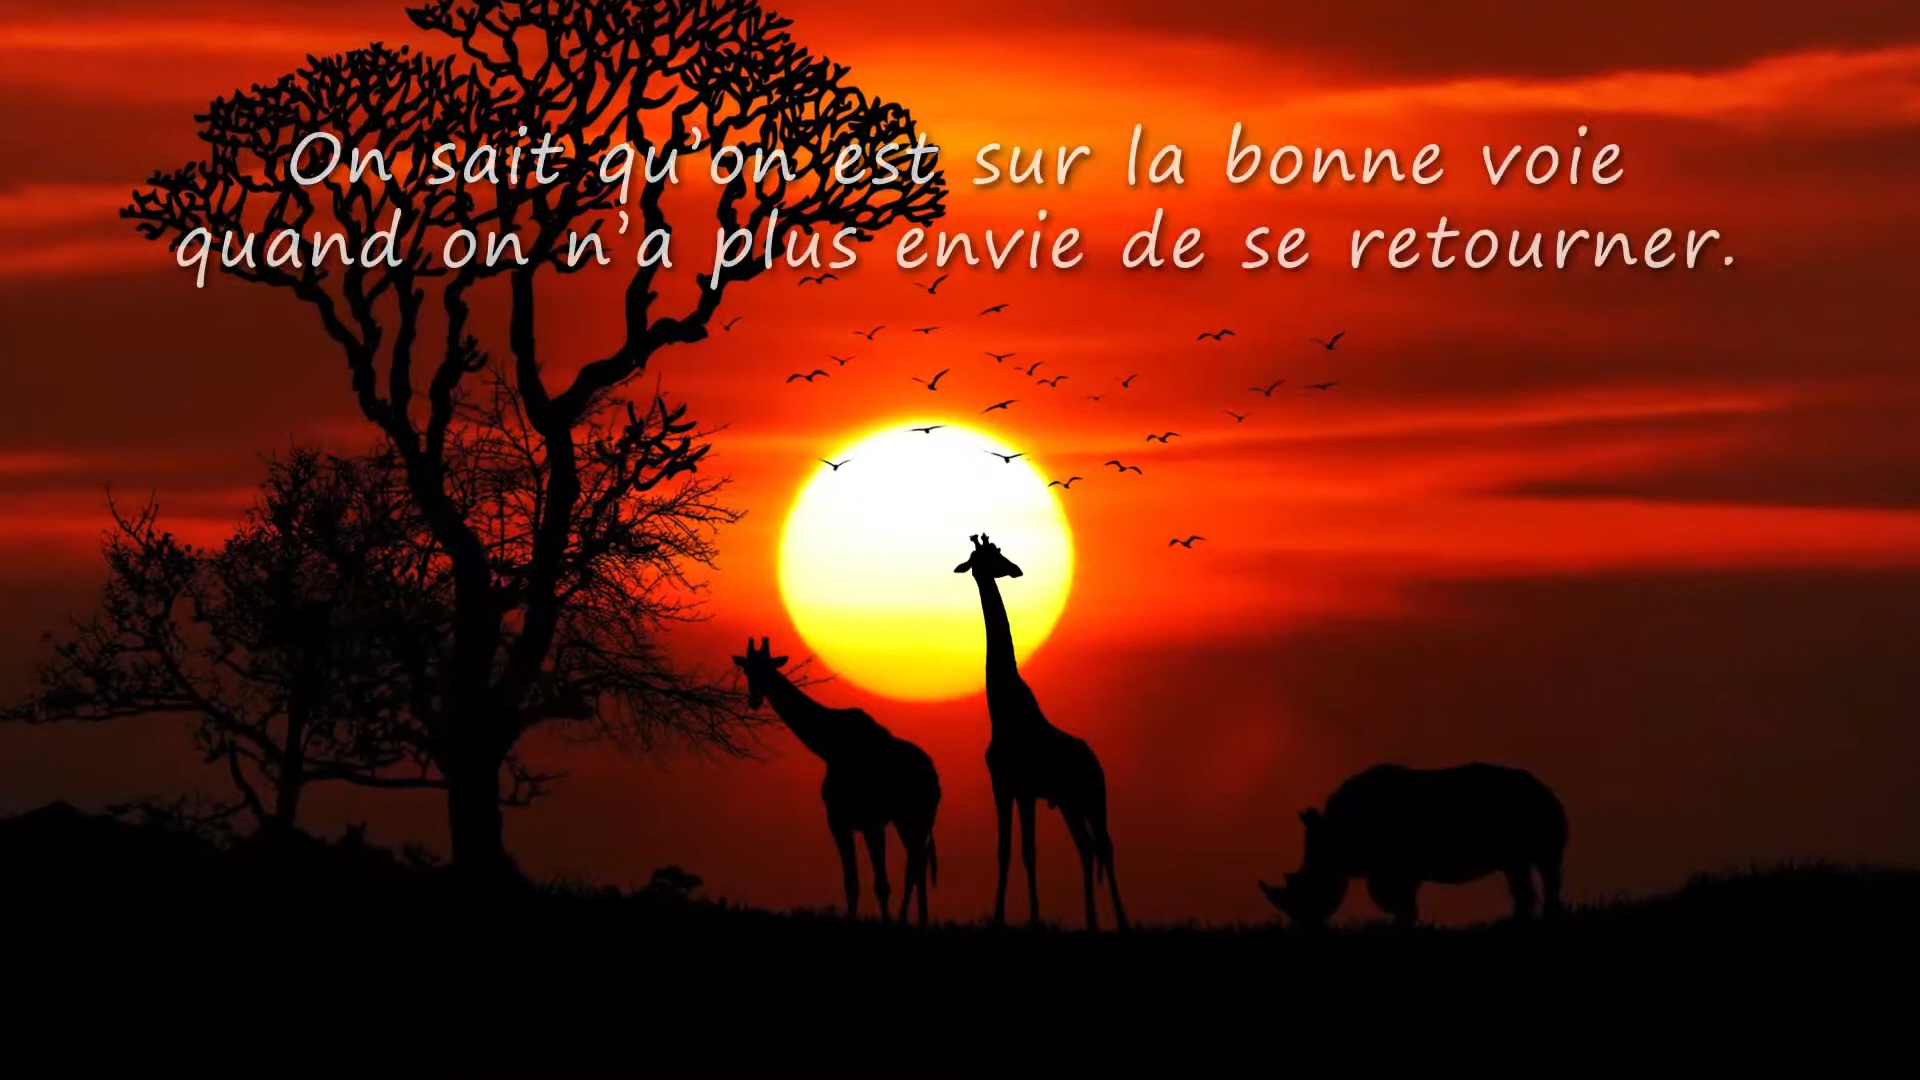 On sait qu’on est sur la bonne voie
quand on n’a plus envie de se retourner.